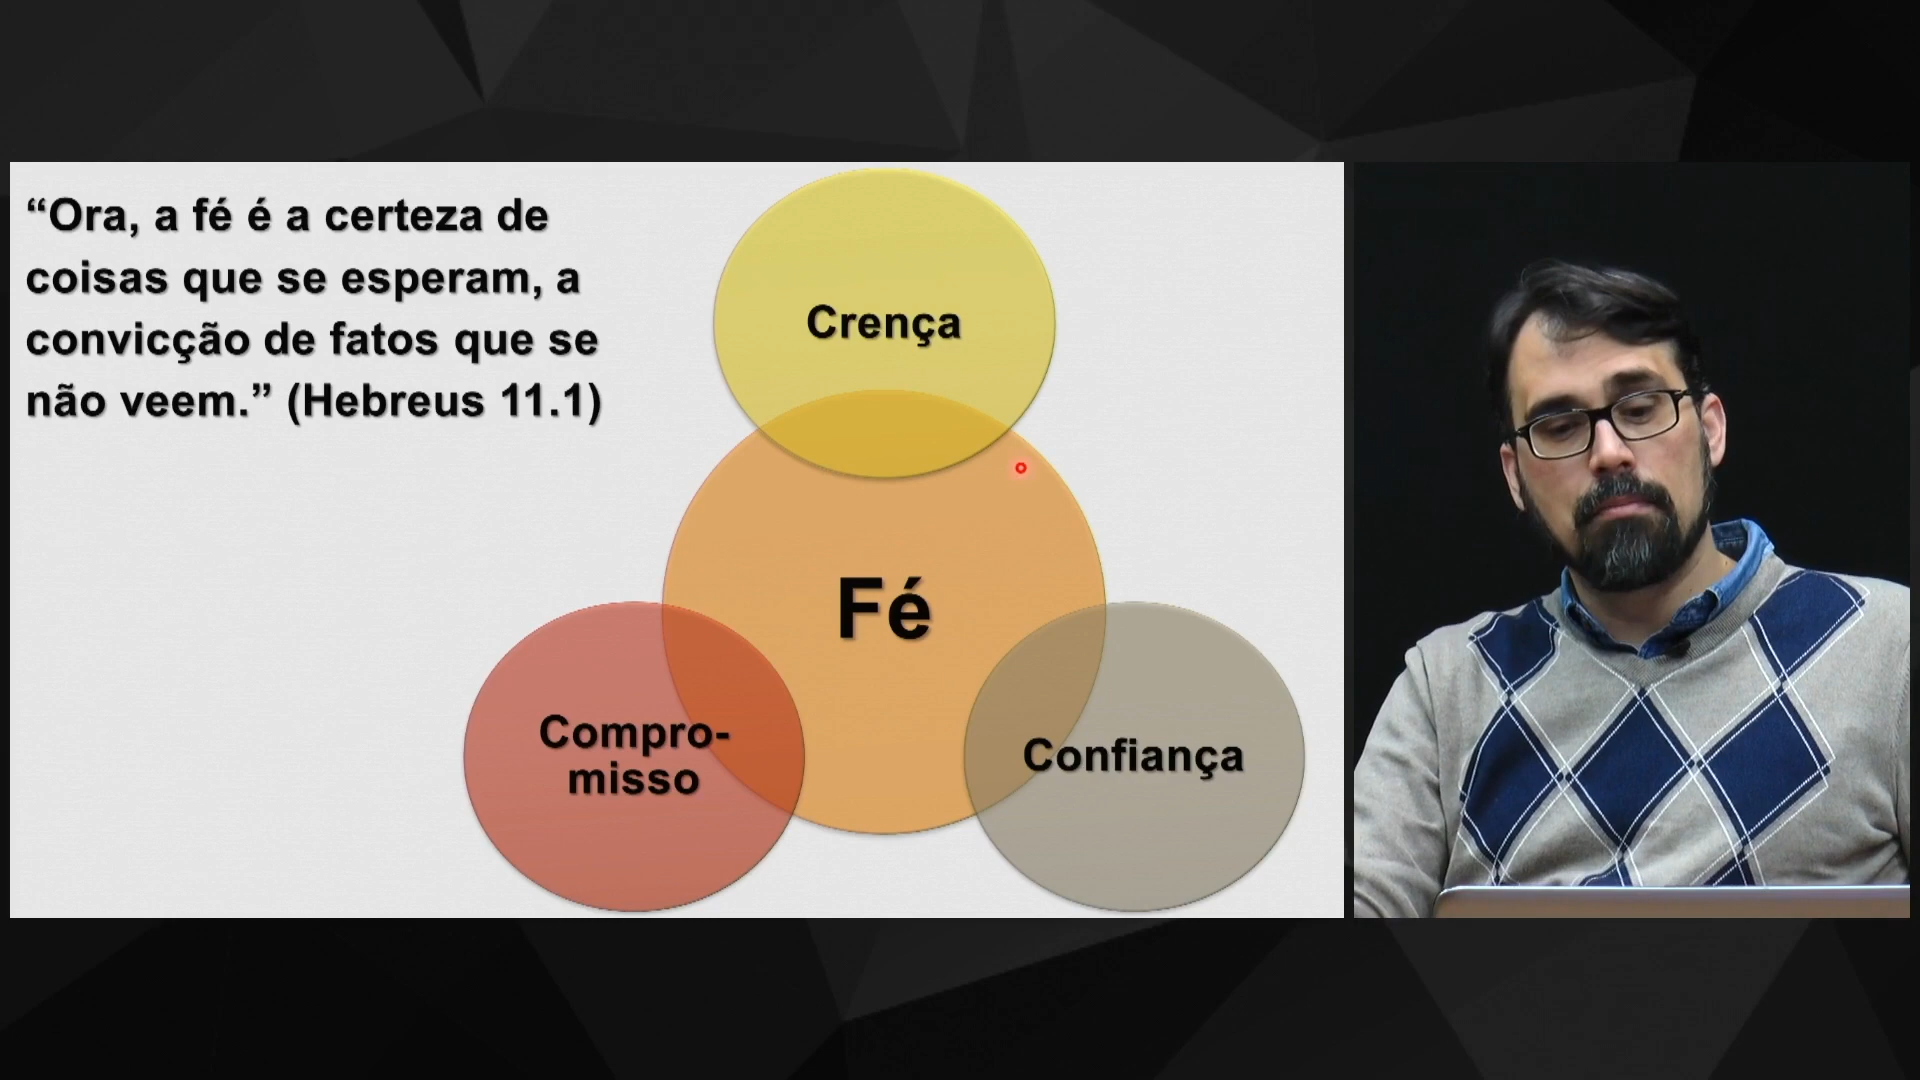 “Ora, a fé é a certeza de
coisas que se esperam, a
convicção de fatos que se
não veem.” (Hebreus 11.1)
Crença
Fé
Compro-
misso
Confiança